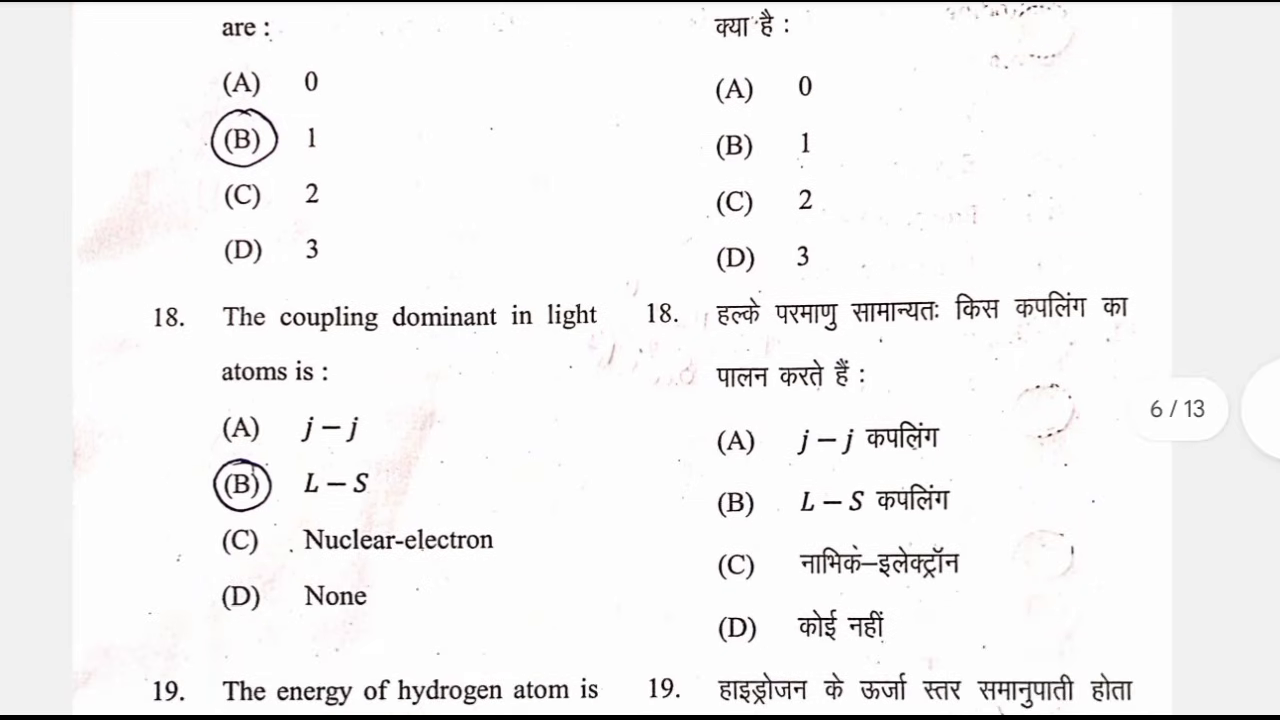 are :
(A) 0
(B) 1
(C) 2
(D) 3
18. The coupling dominant in light
atoms is :
(A) j – j
(B) L – S
(C) Nuclear-electron
(D) None
19. The energy of hydrogen atom is
क्या है :
(A) 0
(B) 1
(C) 2
(D) 3
18. हल्के परमाणु सामान्यतः किस कपलिंग का
पालन करते हैं :
(A) j – j कपलिंग
(B) L – S कपलिंग
(C) नाभिक–इलेक्ट्रॉन
(D) कोई नहीं
19. हाइड्रोजन के ऊर्जा स्तर समानुपाती होता
6 / 13